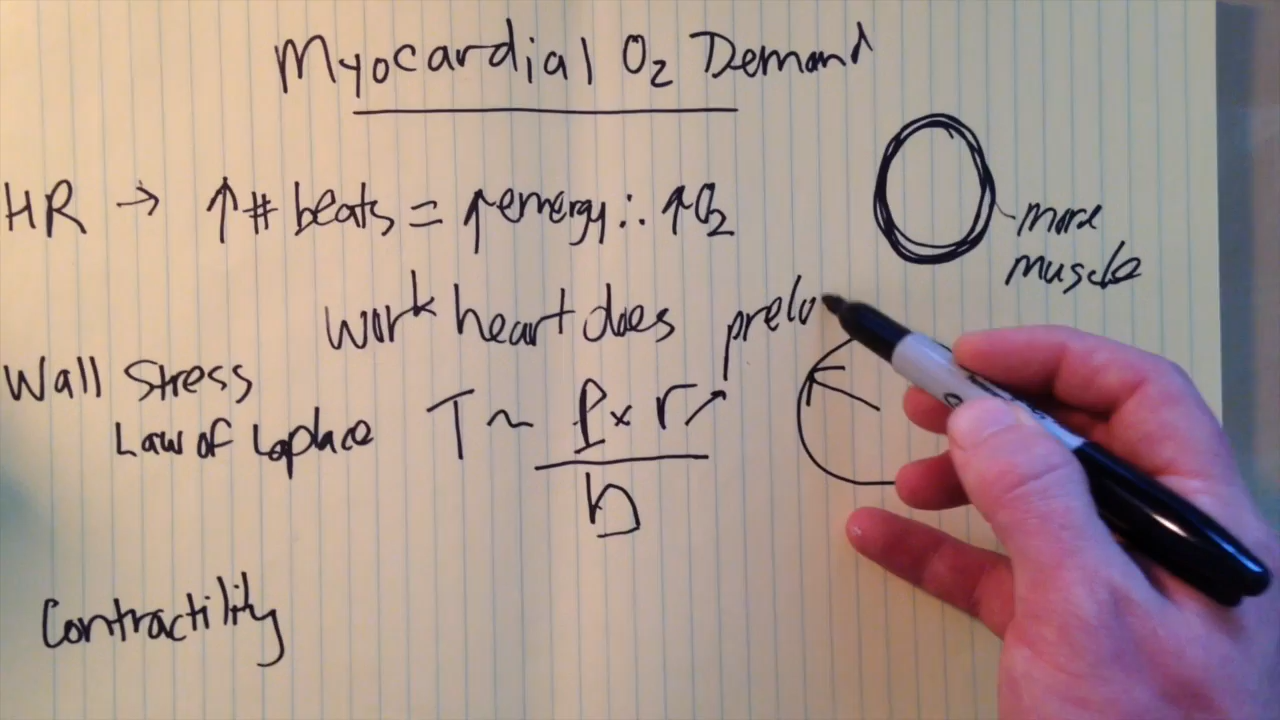 Myocardial O2 Demand
HR → ↑ # beats = ↑ energy ∴ ↑ O2
more
muscle
work heart does
prelo
Wall Stress
Law of Laplace
T ~ P x r
h
Contractility